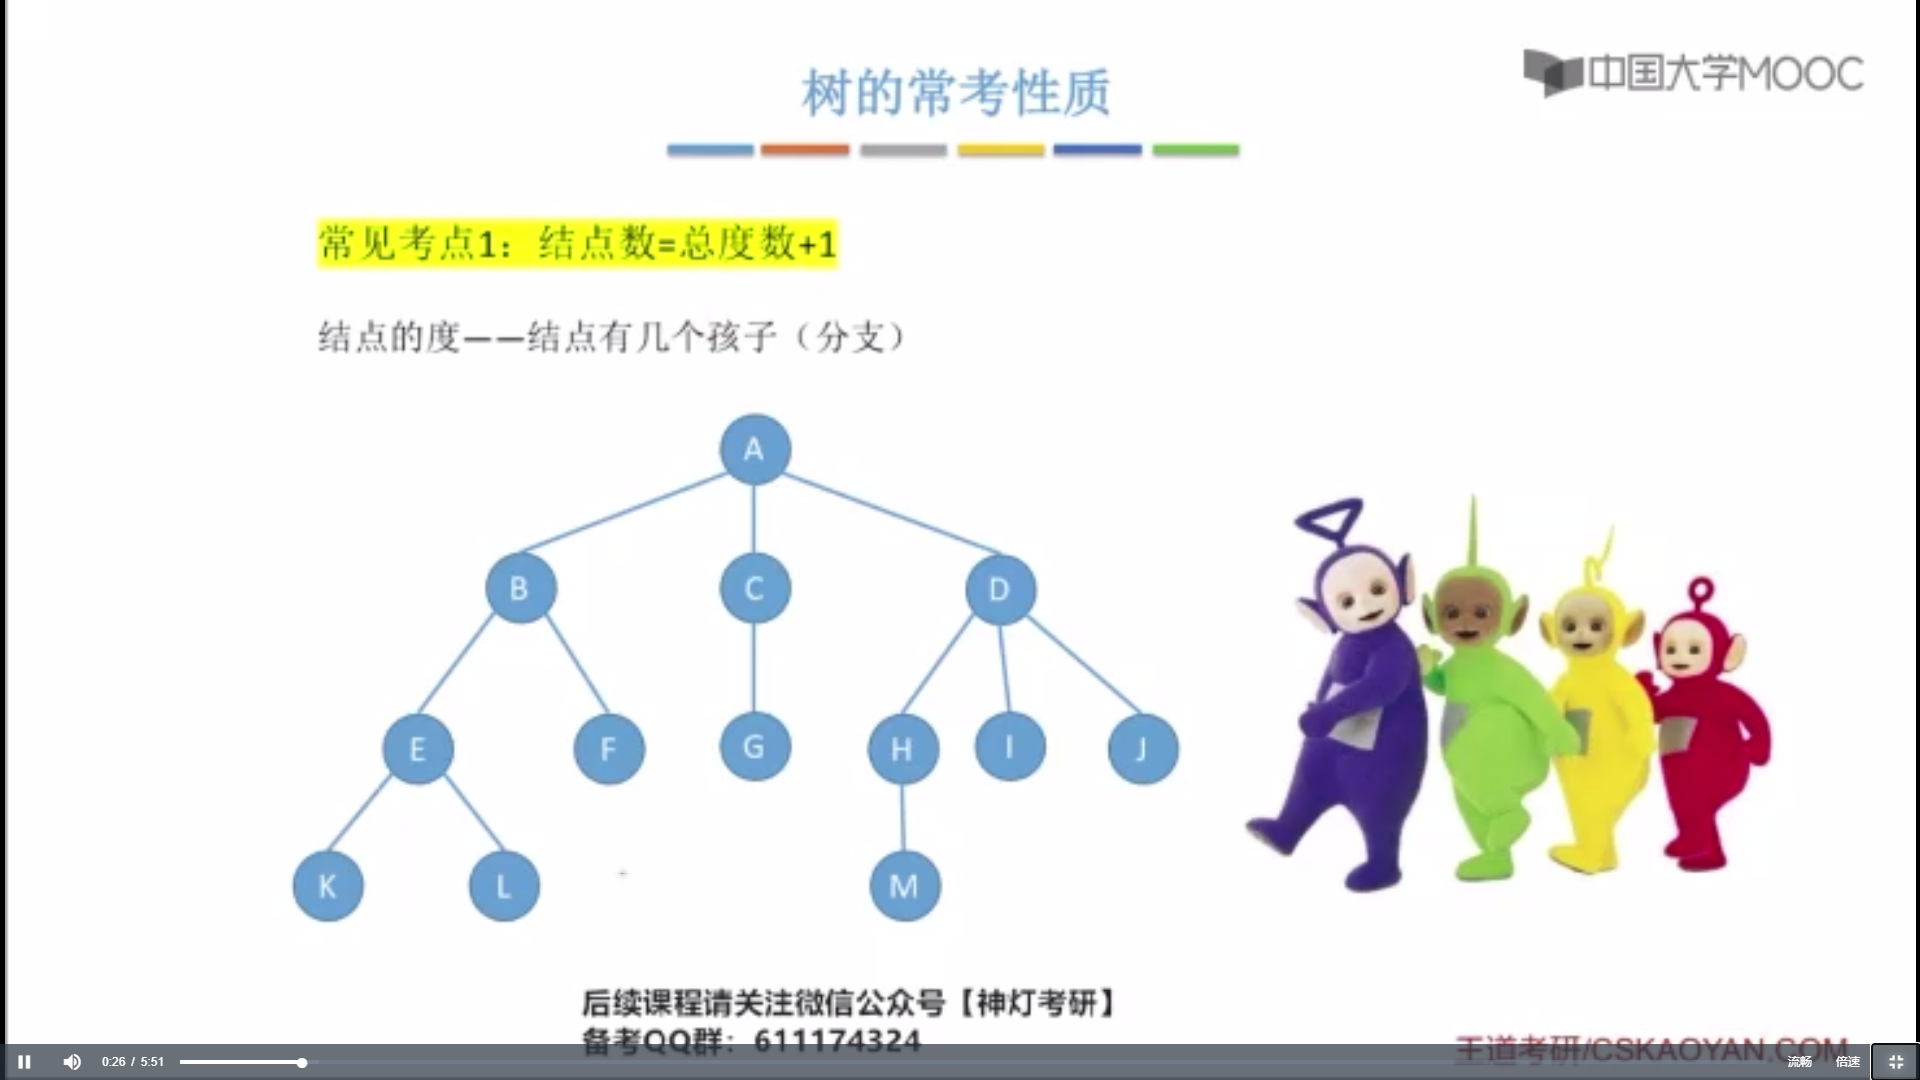 树的常考性质
中国大学MOOC
常见考点1：结点数=总度数+1
结点的度——结点有几个孩子（分支）
A
B
C
D
E
F
G
H
I
J
K
L
M
后续课程请关注微信公众号【神灯考研】
备考QQ群：611174324
王道考研/CSKAOYAN.COM
0:26 / 5:51
流畅
倍速